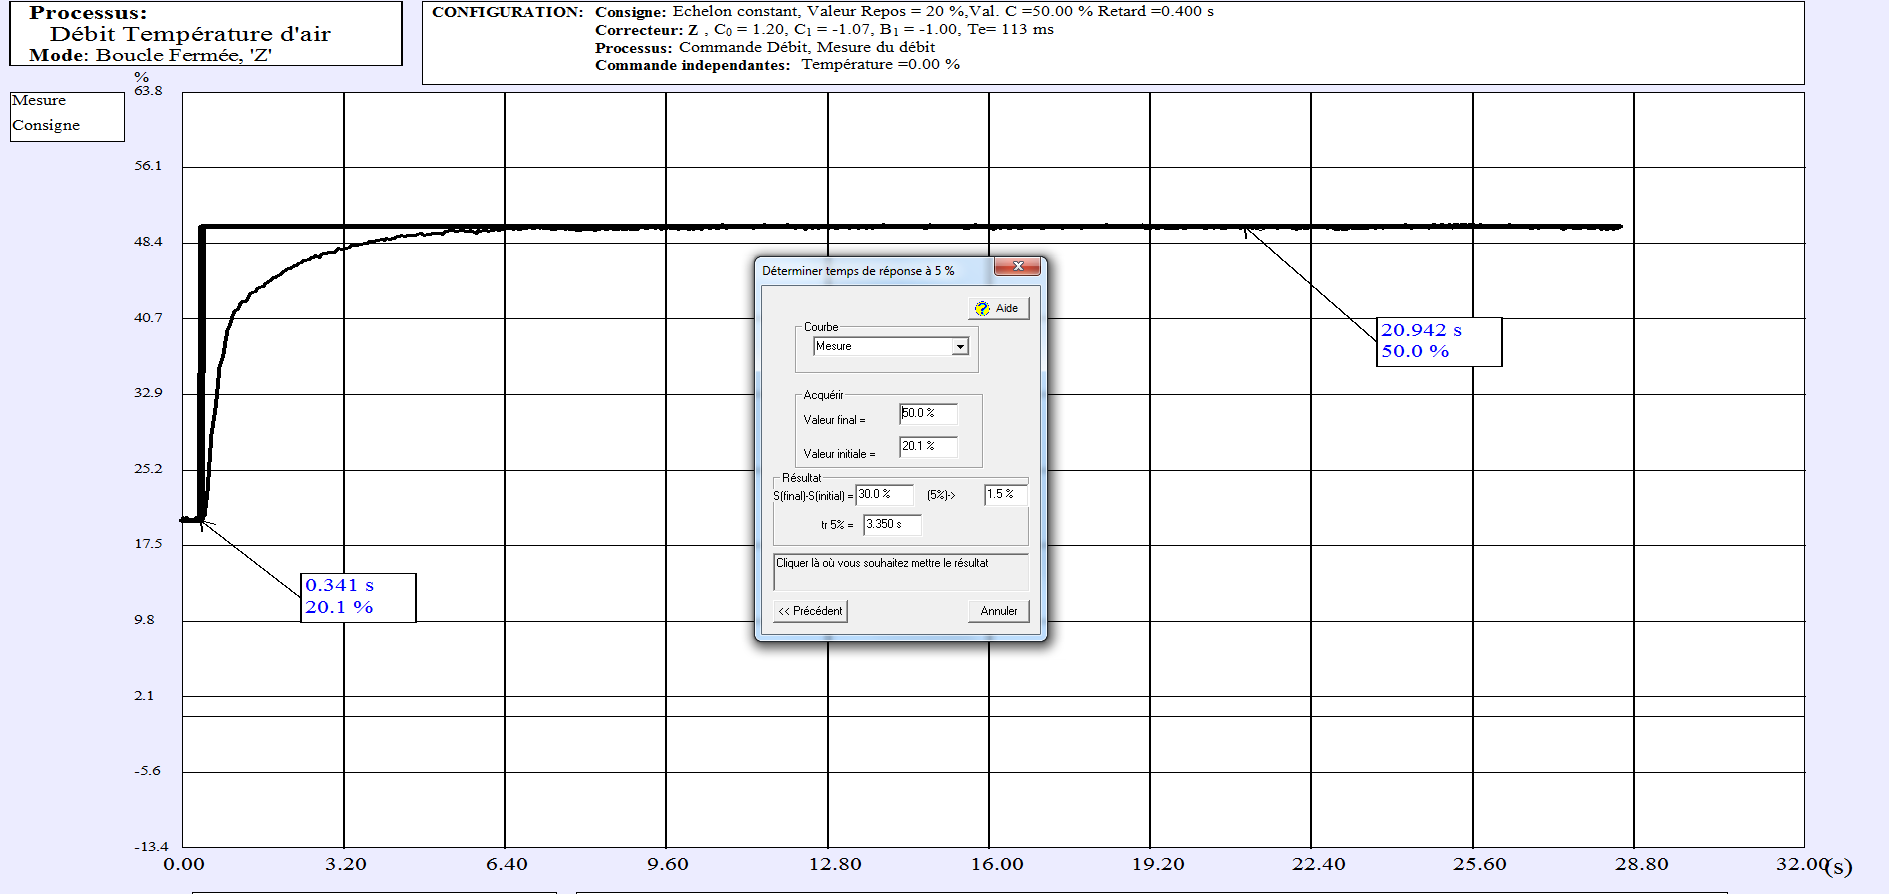 Processus:
Débit Température d'air
Mode: Boucle Fermée, 'Z'
CONFIGURATION: Consigne: Echelon constant, Valeur Repos = 20 %,Val. C =50.00 % Retard =0.400 s
Correcteur: Z , C0 = 1.20, C1 = -1.07, B1 = -1.00, Te= 113 ms
Processus: Commande Débit, Mesure du débit
Commande independantes: Température =0.00 %
Mesure
Consigne
%
63.8
56.1
48.4
40.7
32.9
25.2
17.5
9.8
2.1
-5.6
-13.4
0.00 3.20 6.40 9.60 12.80 16.00 19.20 22.40 25.60 28.80 32.00 (s)
0.341 s
20.1 %
20.942 s
50.0 %
Déterminer temps de réponse à 5 %
Aide
Courbe
Mesure
Acquérir
Valeur final = 50.0 %
Valeur initiale = 20.1 %
Résultat
S(final)-S(initial) = 30.0 % (5%)-> 1.5 %
tr 5% = 3.350 s
Cliquer là où vous souhaitez mettre le résultat
<< Précédent Annuler